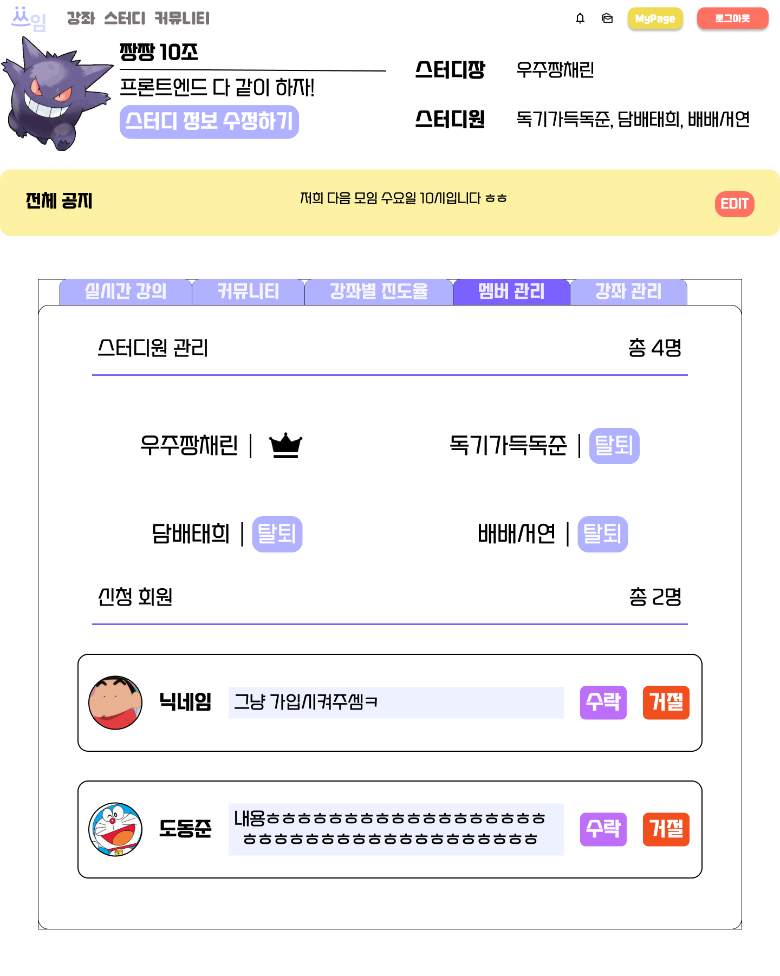 쓰임 강좌 스터디 커뮤니티 MyPage 로그아웃
짱짱 10조
프론트엔드 다 같이 하자!
스터디 정보 수정하기
스터디장 우주짱채린
스터디원 독기가득독준, 담배태희, 배배서연
전체 공지 저희 다음 모임 수요일 10시입니다 ㅎㅎ EDIT
실시간 강의 커뮤니티 강좌별 진도율 멤버 관리 강좌 관리
스터디원 관리 총 4명
우주짱채린 | 독기가득독준 | 탈퇴
담배태희 | 탈퇴 배배서연 | 탈퇴
신청 회원 총 2명
닉네임 그냥 가입시켜주셈ㅋ 수락 거절
도동준 내용ㅎㅎㅎㅎㅎㅎㅎㅎㅎㅎㅎㅎㅎㅎㅎㅎㅎㅎ 수락 거절
ㅎㅎㅎㅎㅎㅎㅎㅎㅎㅎㅎㅎㅎㅎㅎㅎㅎㅎㅎ